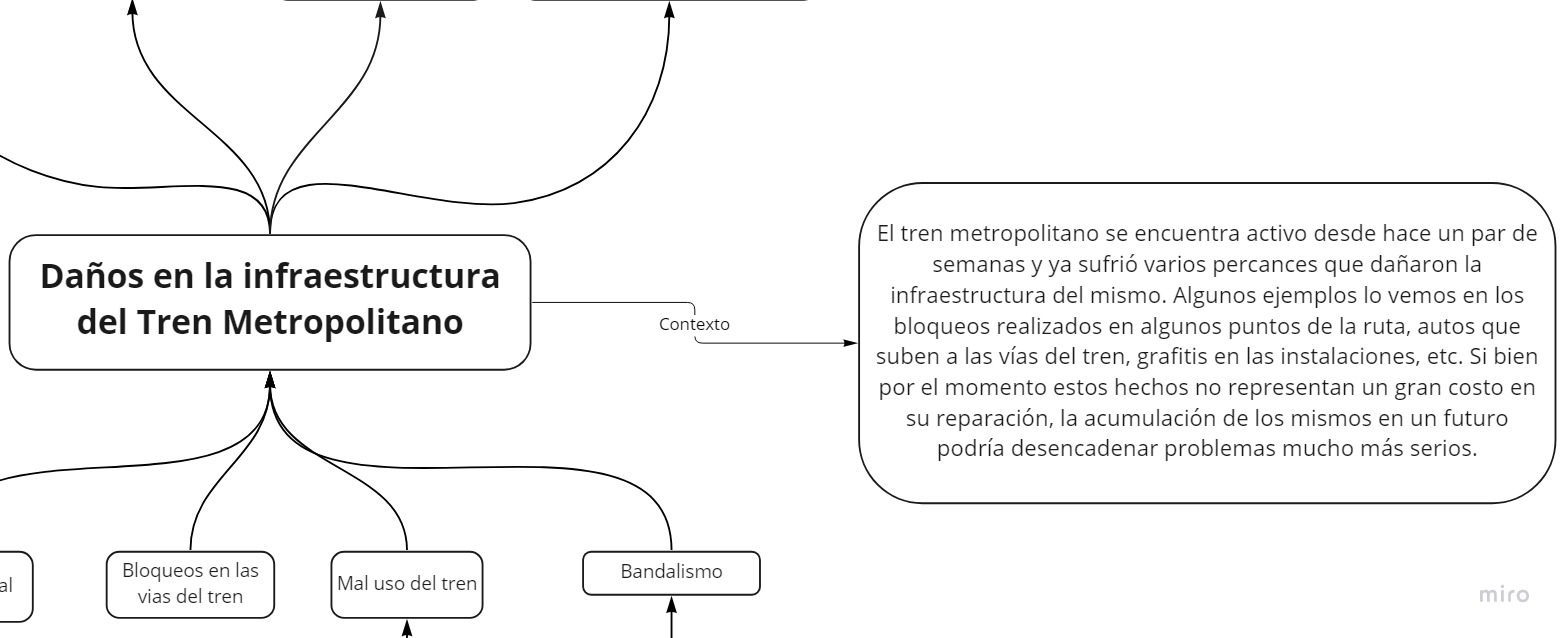 Daños en la infraestructura
del Tren Metropolitano
Contexto
El tren metropolitano se encuentra activo desde hace un par de
semanas y ya sufrió varios percances que dañaron la
infraestructura del mismo. Algunos ejemplos lo vemos en los
bloqueos realizados en algunos puntos de la ruta, autos que
suben a las vías del tren, grafitis en las instalaciones, etc. Si bien
por el momento estos hechos no representan un gran costo en
su reparación, la acumulación de los mismos en un futuro
podría desencadenar problemas mucho más serios.
al
Bloqueos en las
vias del tren
Mal uso del tren
Bandalismo
miro